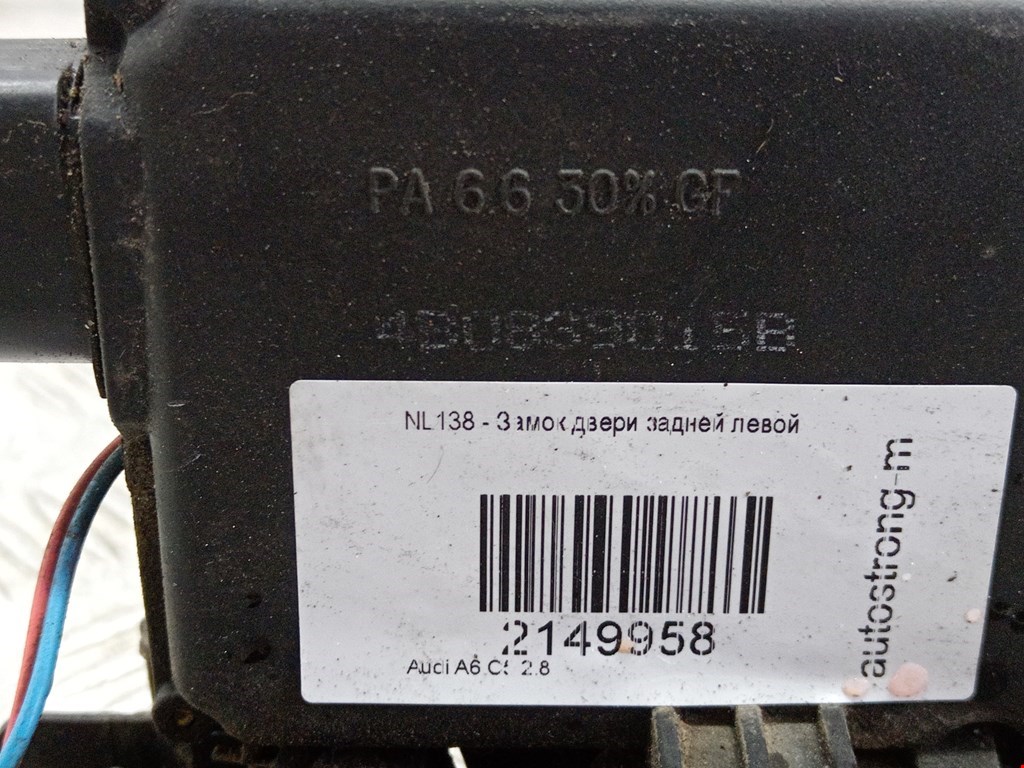 PA 6.6 30% GF
4B0839015B
NL138 - Замок двери задней левой
2149958
Audi A6 C5 2.8
autostrong-m